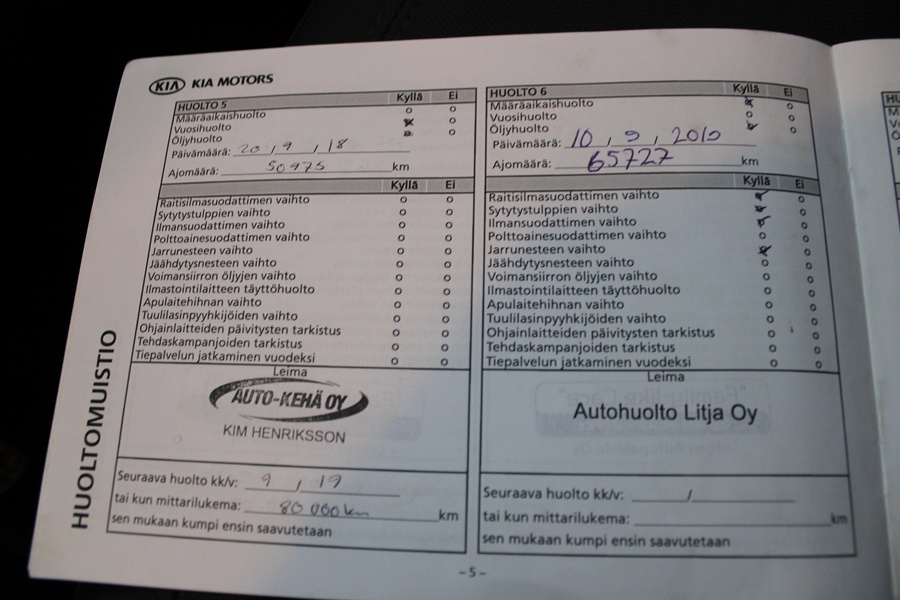 KIA KIA MOTORS
HUOLTO 5 Kyllä Ei
Määräaikaishuolto
Vuosihuolto
Öljyhuolto
Päivämäärä: 20 , 9 , 18
Ajomäärä: 50975 km
Kyllä Ei
Raitisilmasuodattimen vaihto
Sytytystulppien vaihto
Ilmansuodattimen vaihto
Polttoainesuodattimen vaihto
Jarrunesteen vaihto
Jäähdytysnesteen vaihto
Voimansiirron öljyjen vaihto
Ilmastointilaitteen täyttöhuolto
Apulaitehihnan vaihto
Tuulilasinpyyhkijöiden vaihto
Ohjainlaitteiden päivitysten tarkistus
Tehdaskampanjoiden tarkistus
Tiepalvelun jatkaminen vuodeksi
Leima
AUTO-KEHÄ OY
KIM HENRIKSSON
Seuraava huolto kk/v: 9 / 19
tai kun mittarilukema: 80 000km km
sen mukaan kumpi ensin saavutetaan
HUOLTO 6 Kyllä Ei
Määräaikaishuolto
Vuosihuolto
Öljyhuolto
Päivämäärä: 10 , 9 , 2019
Ajomäärä: 65727 km
Kyllä Ei
Raitisilmasuodattimen vaihto
Sytytystulppien vaihto
Ilmansuodattimen vaihto
Polttoainesuodattimen vaihto
Jarrunesteen vaihto
Jäähdytysnesteen vaihto
Voimansiirron öljyjen vaihto
Ilmastointilaitteen täyttöhuolto
Apulaitehihnan vaihto
Tuulilasinpyyhkijöiden vaihto
Ohjainlaitteiden päivitysten tarkistus
Tehdaskampanjoiden tarkistus
Tiepalvelun jatkaminen vuodeksi
Leima
Autohuolto Litja Oy
Seuraava huolto kk/v: /
tai kun mittarilukema: km
sen mukaan kumpi ensin saavutetaan
HUOLTOMUISTIO
-5-